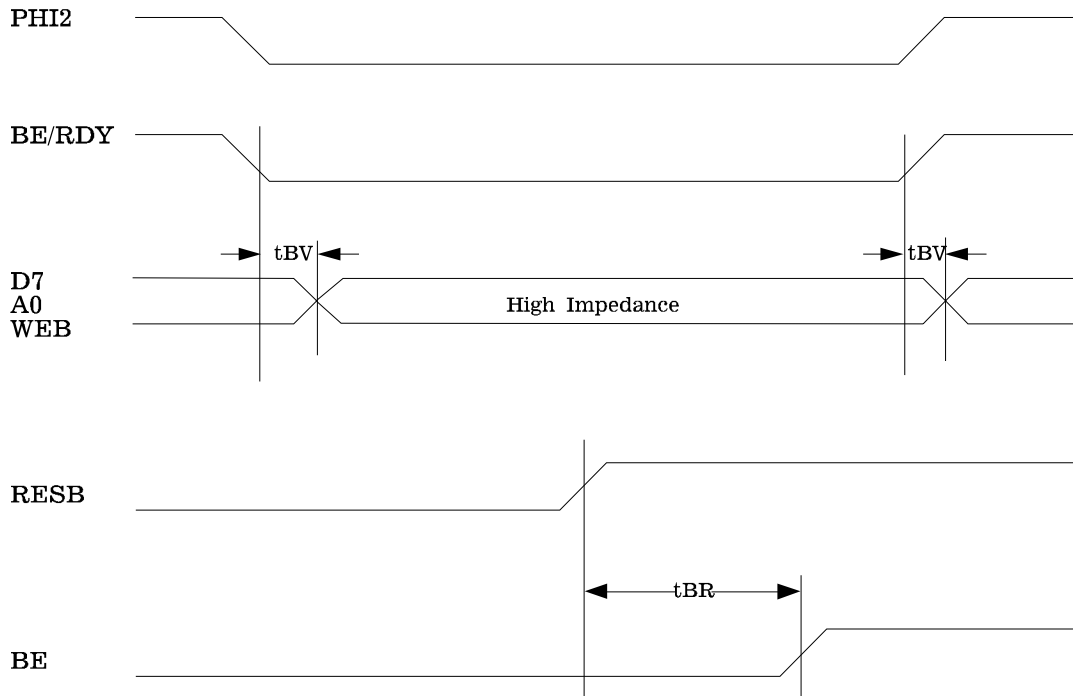 PHI2
BE/RDY
tBV
tBV
D7
A0
WEB
High Impedance
RESB
tBR
BE